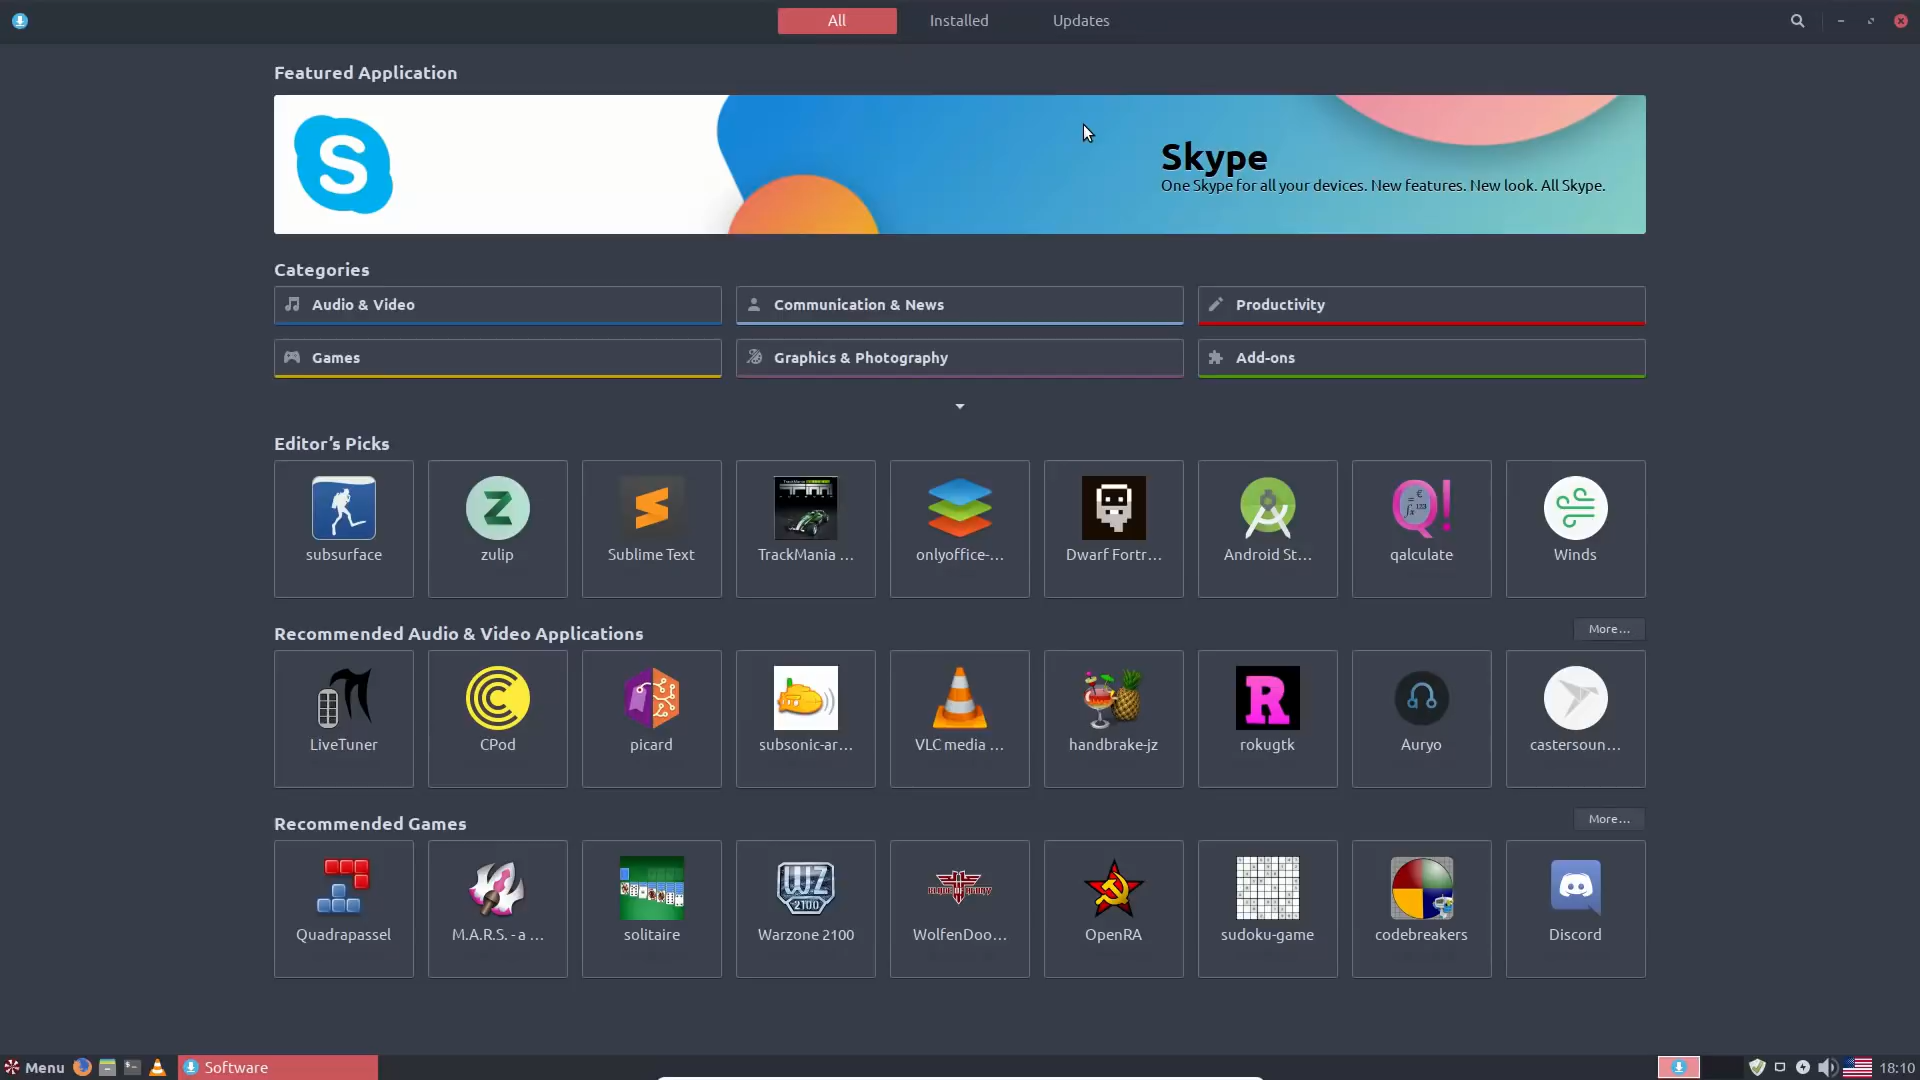 All Installed Updates
Featured Application
S
Skype
One Skype for all your devices. New features. New look. All Skype.
Categories
Audio & Video
Communication & News
Productivity
Games
Graphics & Photography
Add-ons
Editor’s Picks
subsurface
zulip
Sublime Text
TrackMania ...
onlyoffice-...
Dwarf Fortr...
Android St...
qalculate
Winds
Recommended Audio & Video Applications
More...
LiveTuner
CPod
picard
subsonic-ar...
VLC media ...
handbrake-jz
R
rokugtk
Auryo
castersoun...
Recommended Games
More...
WZ
2100
Quadrapassel
M.A.R.S. - a ...
solitaire
Warzone 2100
WolfenDoo...
OpenRA
sudoku-game
codebreakers
Discord
Menu
Software
18:10